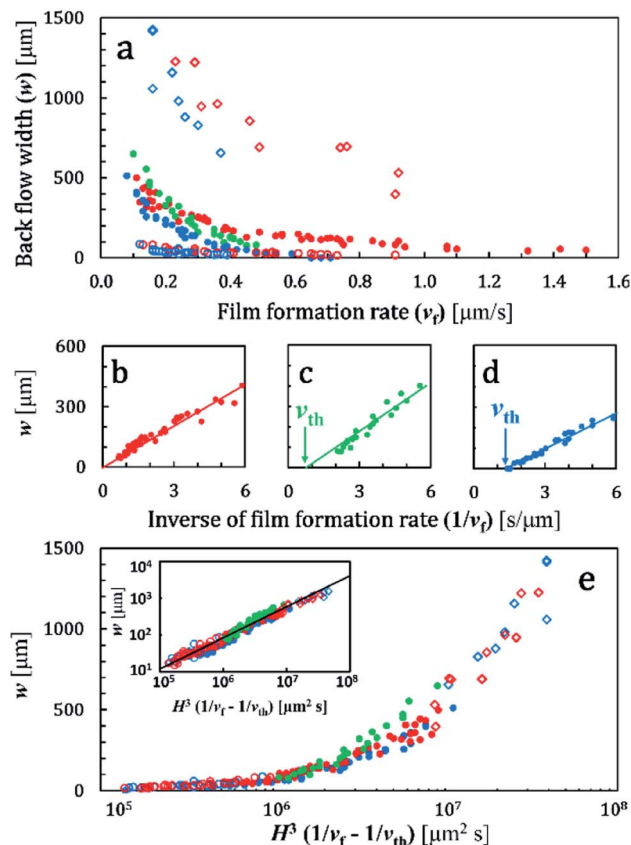 1500
a
1000
500
0
Back flow width (w) [μm]
0.0 0.2 0.4 0.6 0.8 1.0 1.2 1.4 1.6
Film formation rate (vf) [μm/s]
600
300
0
w [μm]
b
c
vth
d
vth
0 3 6 0 3 6 0 3 6
Inverse of film formation rate (1/vf) [s/μm]
1500
1000
500
0
w [μm]
e
10⁴
10³
10²
10¹
w [μm]
10⁵ 10⁶ 10⁷ 10⁸
H³ (1/vf - 1/vth) [μm² s]
10⁵ 10⁶ 10⁷ 10⁸
H³ (1/vf - 1/vth) [μm² s]